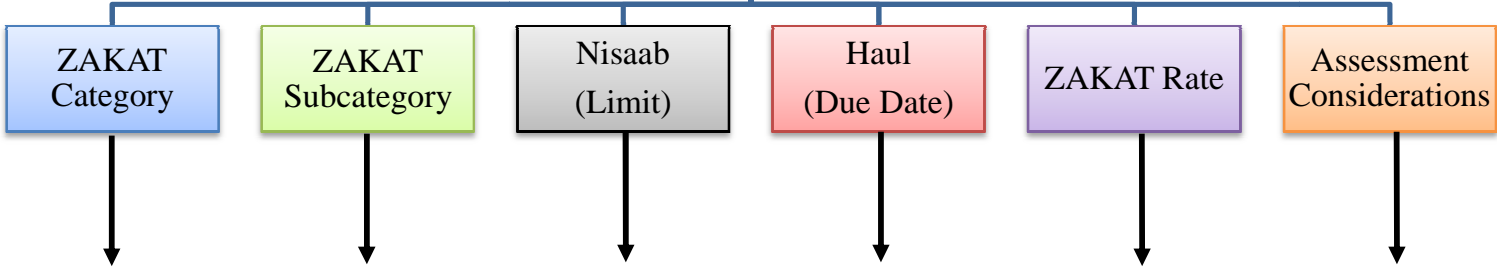 ZAKAT
Category
ZAKAT
Subcategory
Nisaab
(Limit)
Haul
(Due Date)
ZAKAT Rate
Assessment
Considerations